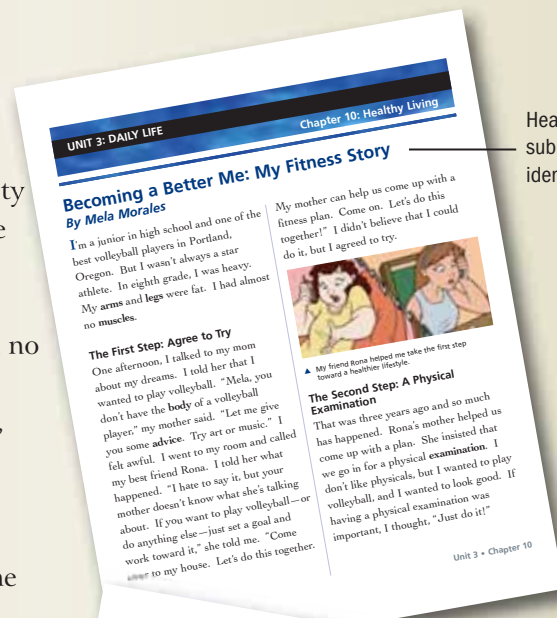 ty
e
no
,
ne
UNIT 3: DAILY LIFE
Chapter 10: Healthy Living
Becoming a Better Me: My Fitness Story
By Mela Morales
I'm a junior in high school and one of the
best volleyball players in Portland,
Oregon. But I wasn't always a star
athlete. In eighth grade, I was heavy.
My arms and legs were fat. I had almost
no muscles.
The First Step: Agree to Try
One afternoon, I talked to my mom
about my dreams. I told her that I
wanted to play volleyball. “Mela, you
don't have the body of a volleyball
player,” my mother said. “Let me give
you some advice. Try art or music.” I
felt awful. I went to my room and called
my best friend Rona. I told her what
happened. “I hate to say it, but your
mother doesn't know what she's talking
about. If you want to play volleyball—or
do anything else—just set a goal and
work toward it,” she told me. “Come
to my house. Let's do this together.
My mother can help us come up with a
fitness plan. Come on. Let's do this
together!” I didn't believe that I could
do it, but I agreed to try.
▲ My friend Rona helped me take the first step
toward a healthier lifestyle.
The Second Step: A Physical
Examination
That was three years ago and so much
has happened. Rona's mother helped us
come up with a plan. She insisted that
we go in for a physical examination. I
don't like physicals, but I wanted to play
volleyball, and I wanted to look good. If
having a physical examination was
important, I thought, “Just do it!”
Unit 3 • Chapter 10
Hea
sub
iden